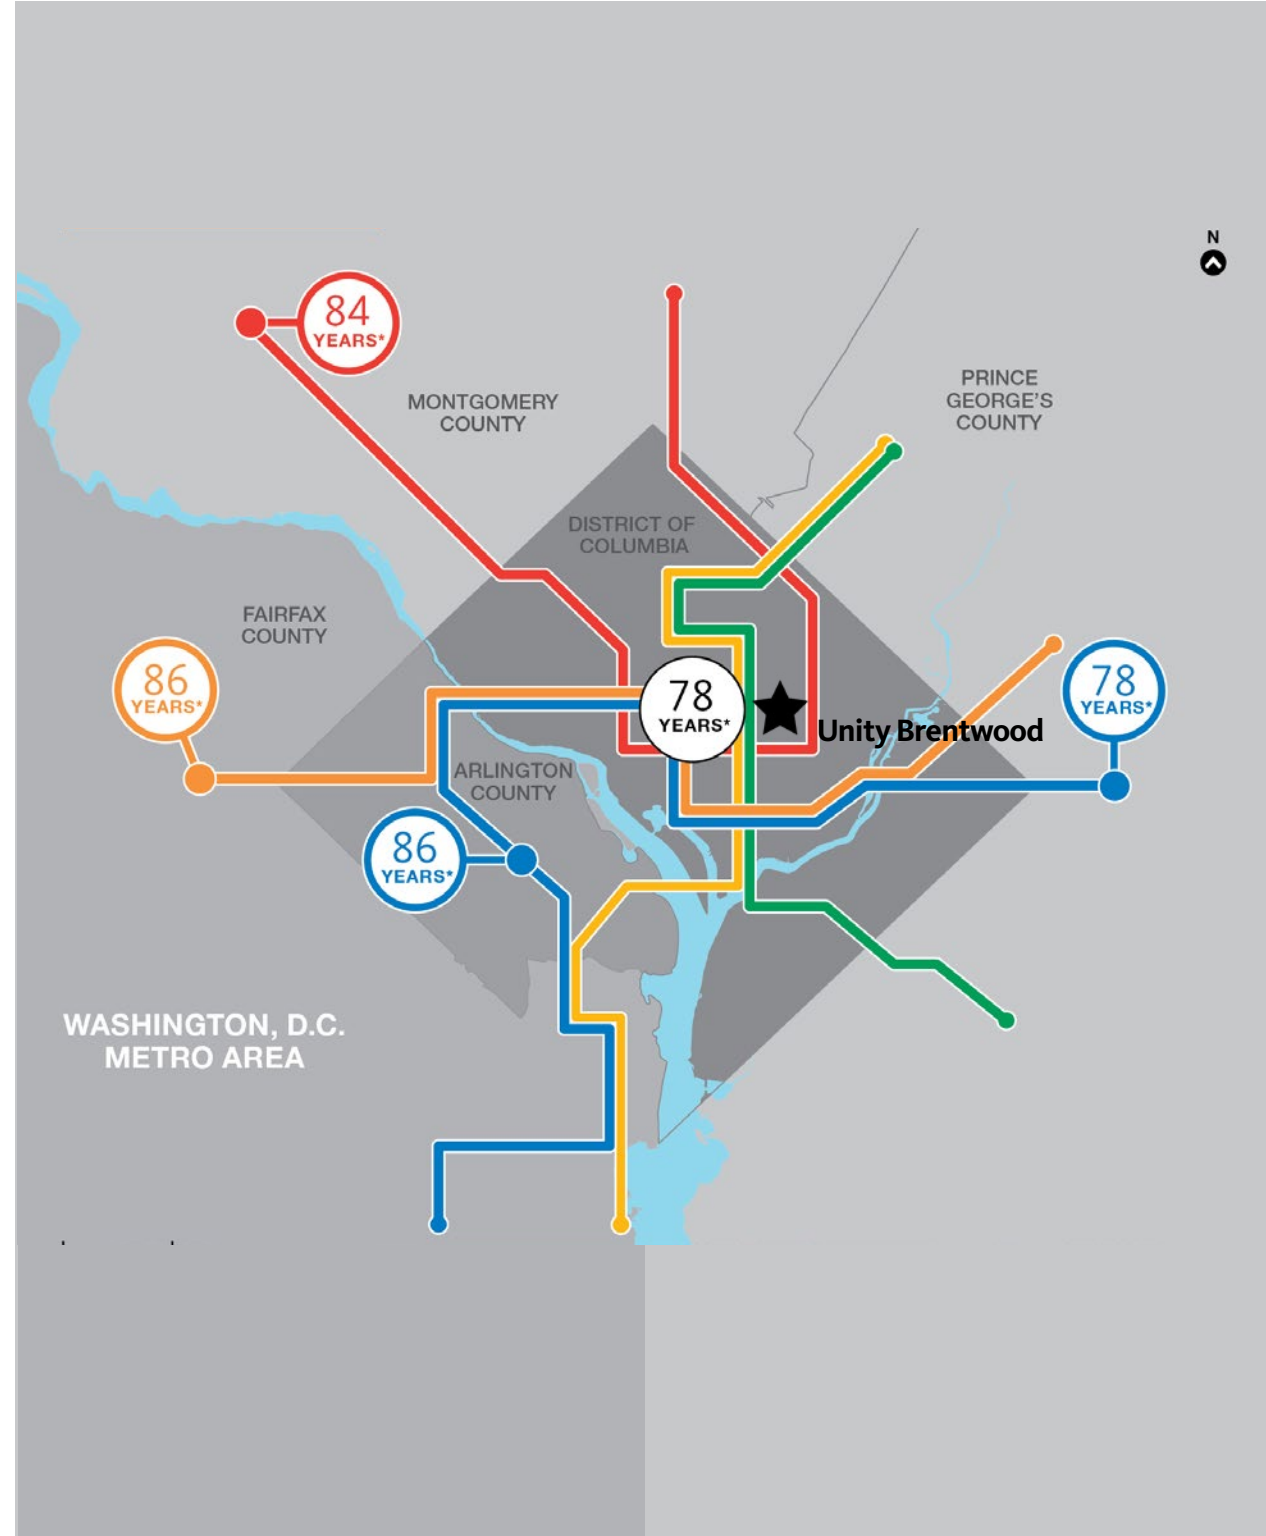 N
84
YEARS*
MONTGOMERY
COUNTY
PRINCE
GEORGE'S
COUNTY
DISTRICT OF
COLUMBIA
FAIRFAX
COUNTY
86
YEARS*
78
YEARS*
78
YEARS*
Unity Brentwood
ARLINGTON
COUNTY
86
YEARS*
WASHINGTON, D.C.
METRO AREA